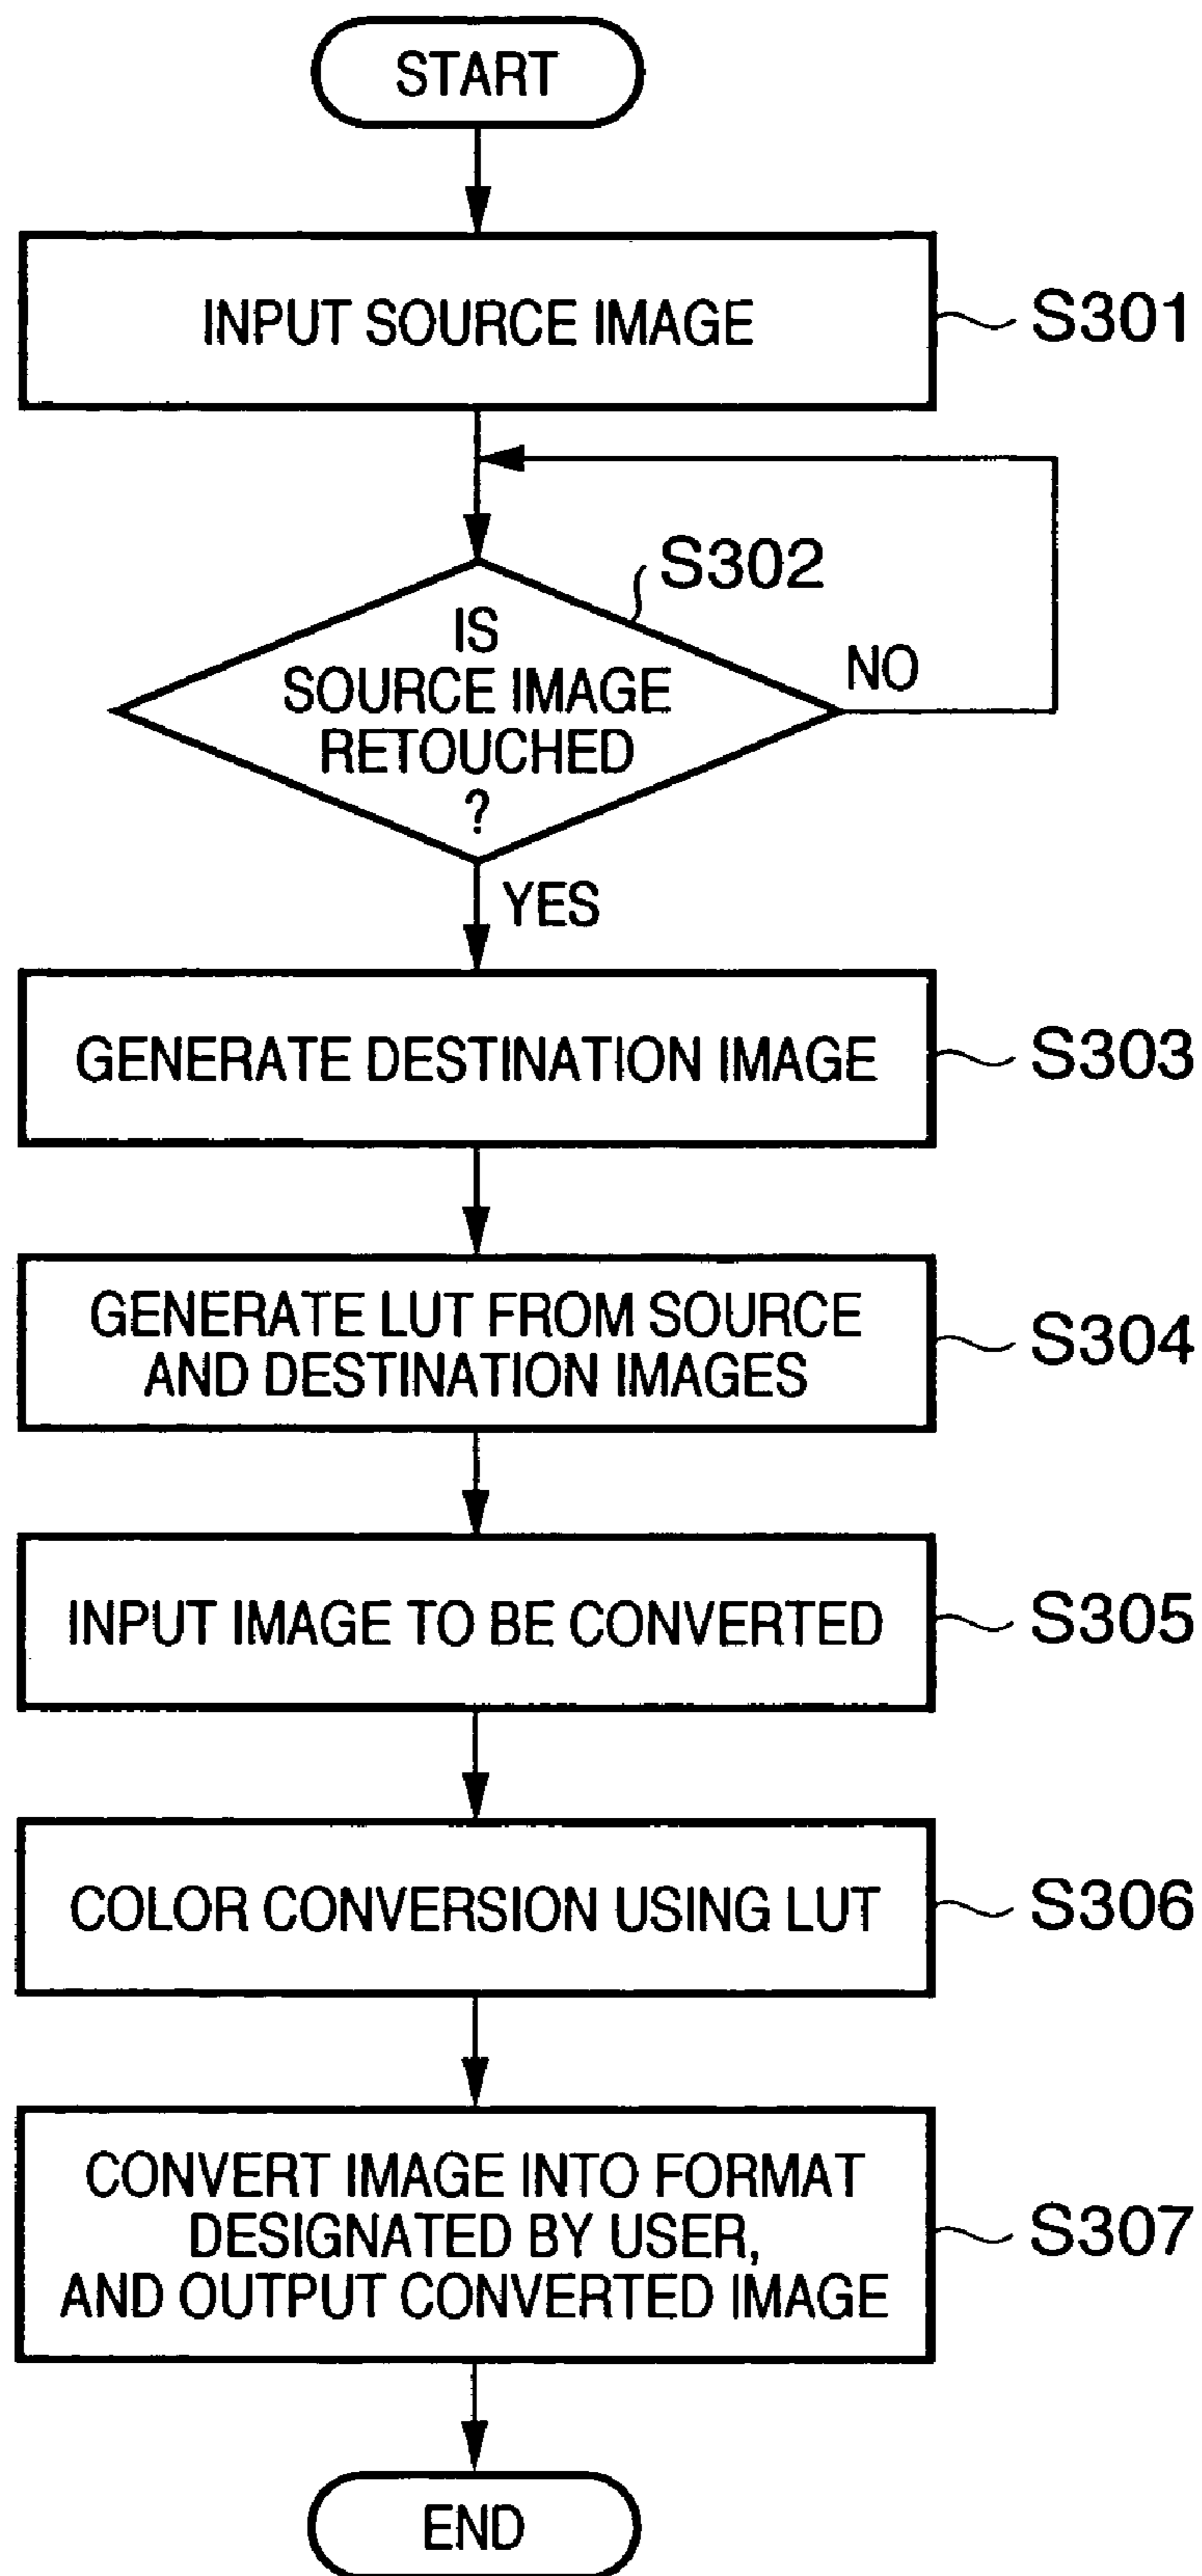 START
INPUT SOURCE IMAGE
S301
S302
IS
SOURCE IMAGE
RETOUCHED
?
NO
YES
GENERATE DESTINATION IMAGE
S303
GENERATE LUT FROM SOURCE
AND DESTINATION IMAGES
S304
INPUT IMAGE TO BE CONVERTED
S305
COLOR CONVERSION USING LUT
S306
CONVERT IMAGE INTO FORMAT
DESIGNATED BY USER,
AND OUTPUT CONVERTED IMAGE
S307
END